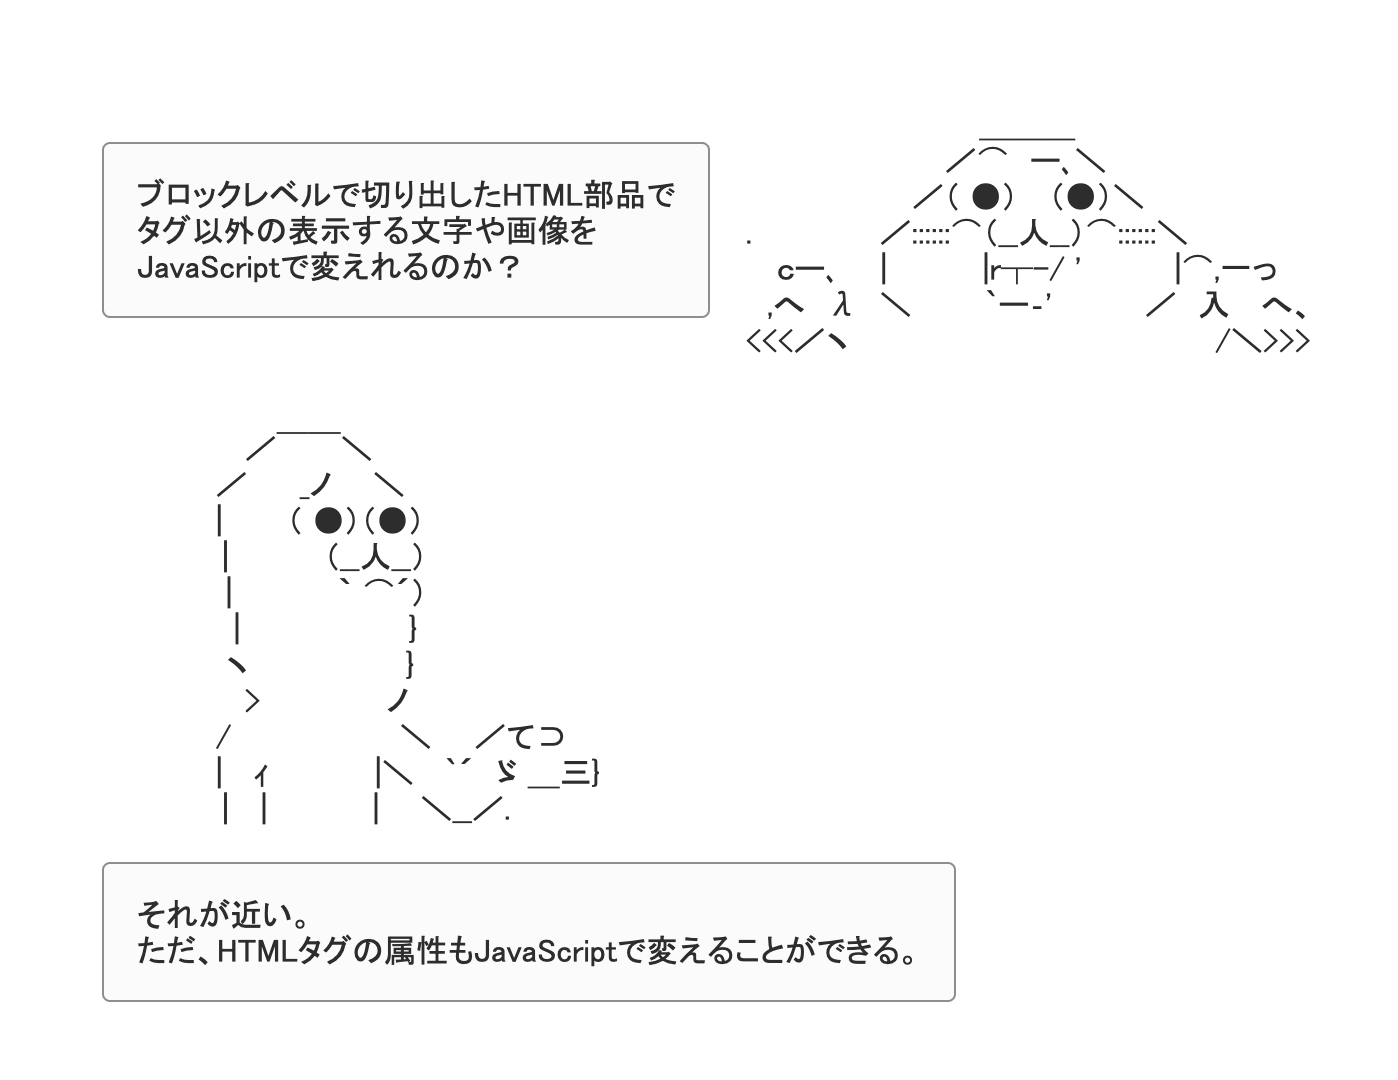 ブロックレベルで切り出したHTML部品で
タグ以外の表示する文字や画像を
JavaScriptで変えれるのか？
それが近い。
ただ、HTMLタグの属性もJavaScriptで変えることができる。